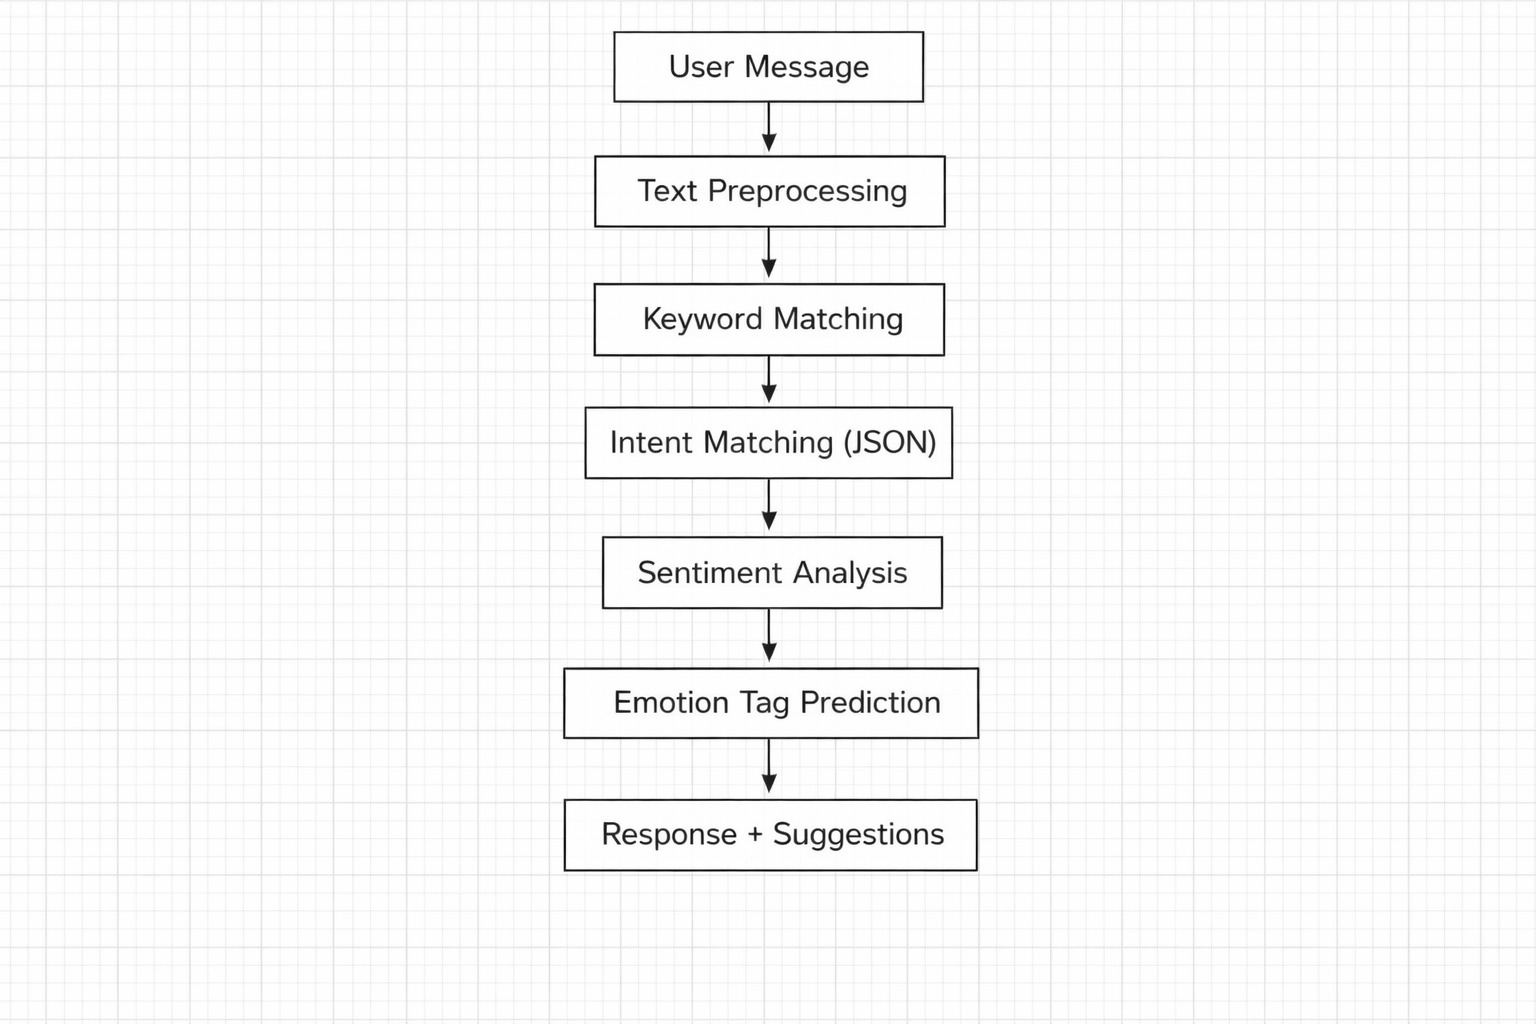 User Message
Text Preprocessing
Keyword Matching
Intent Matching (JSON)
Sentiment Analysis
Emotion Tag Prediction
Response + Suggestions